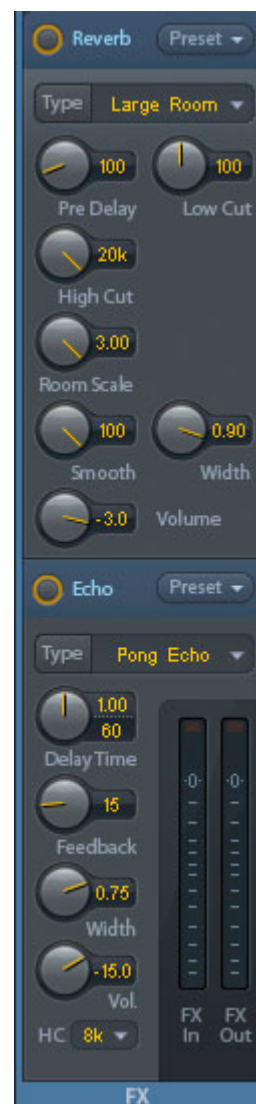 Reverb Preset
Type Large Room
100 100
Pre Delay Low Cut
20k
High Cut
3.00
Room Scale
100 0.90
Smooth Width
-3.0 Volume
Echo Preset
Type Pong Echo
1.00
60
Delay Time
-0- -0-
15
Feedback
0.75
Width
-15.0
Vol.
FX FX
In Out
HC 8k
FX